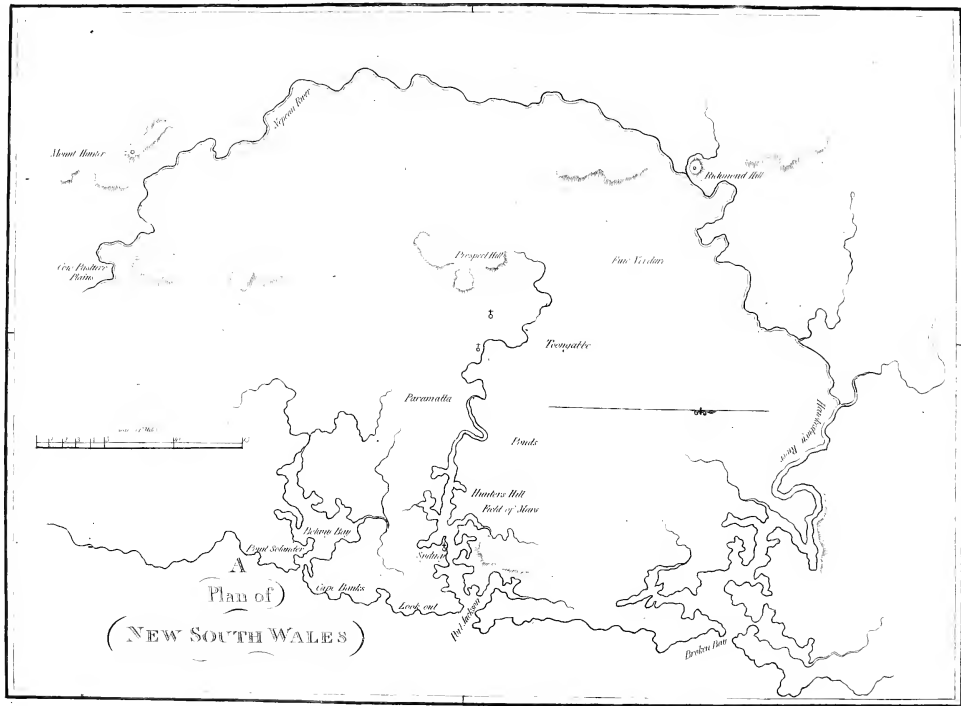 Nepean River
Mount Hunter
Richmond Hill
Cow Pasture
Plains
Prospect Hill
Toongabbe
Paramatta
Hawkesbury River
Ponds
Hunters Hill
Field of Mars
Botany Bay
Point Solander
Sydney
Cape Banks
Look out
Port Jackson
Broken Bay
A
Plan of
NEW SOUTH WALES